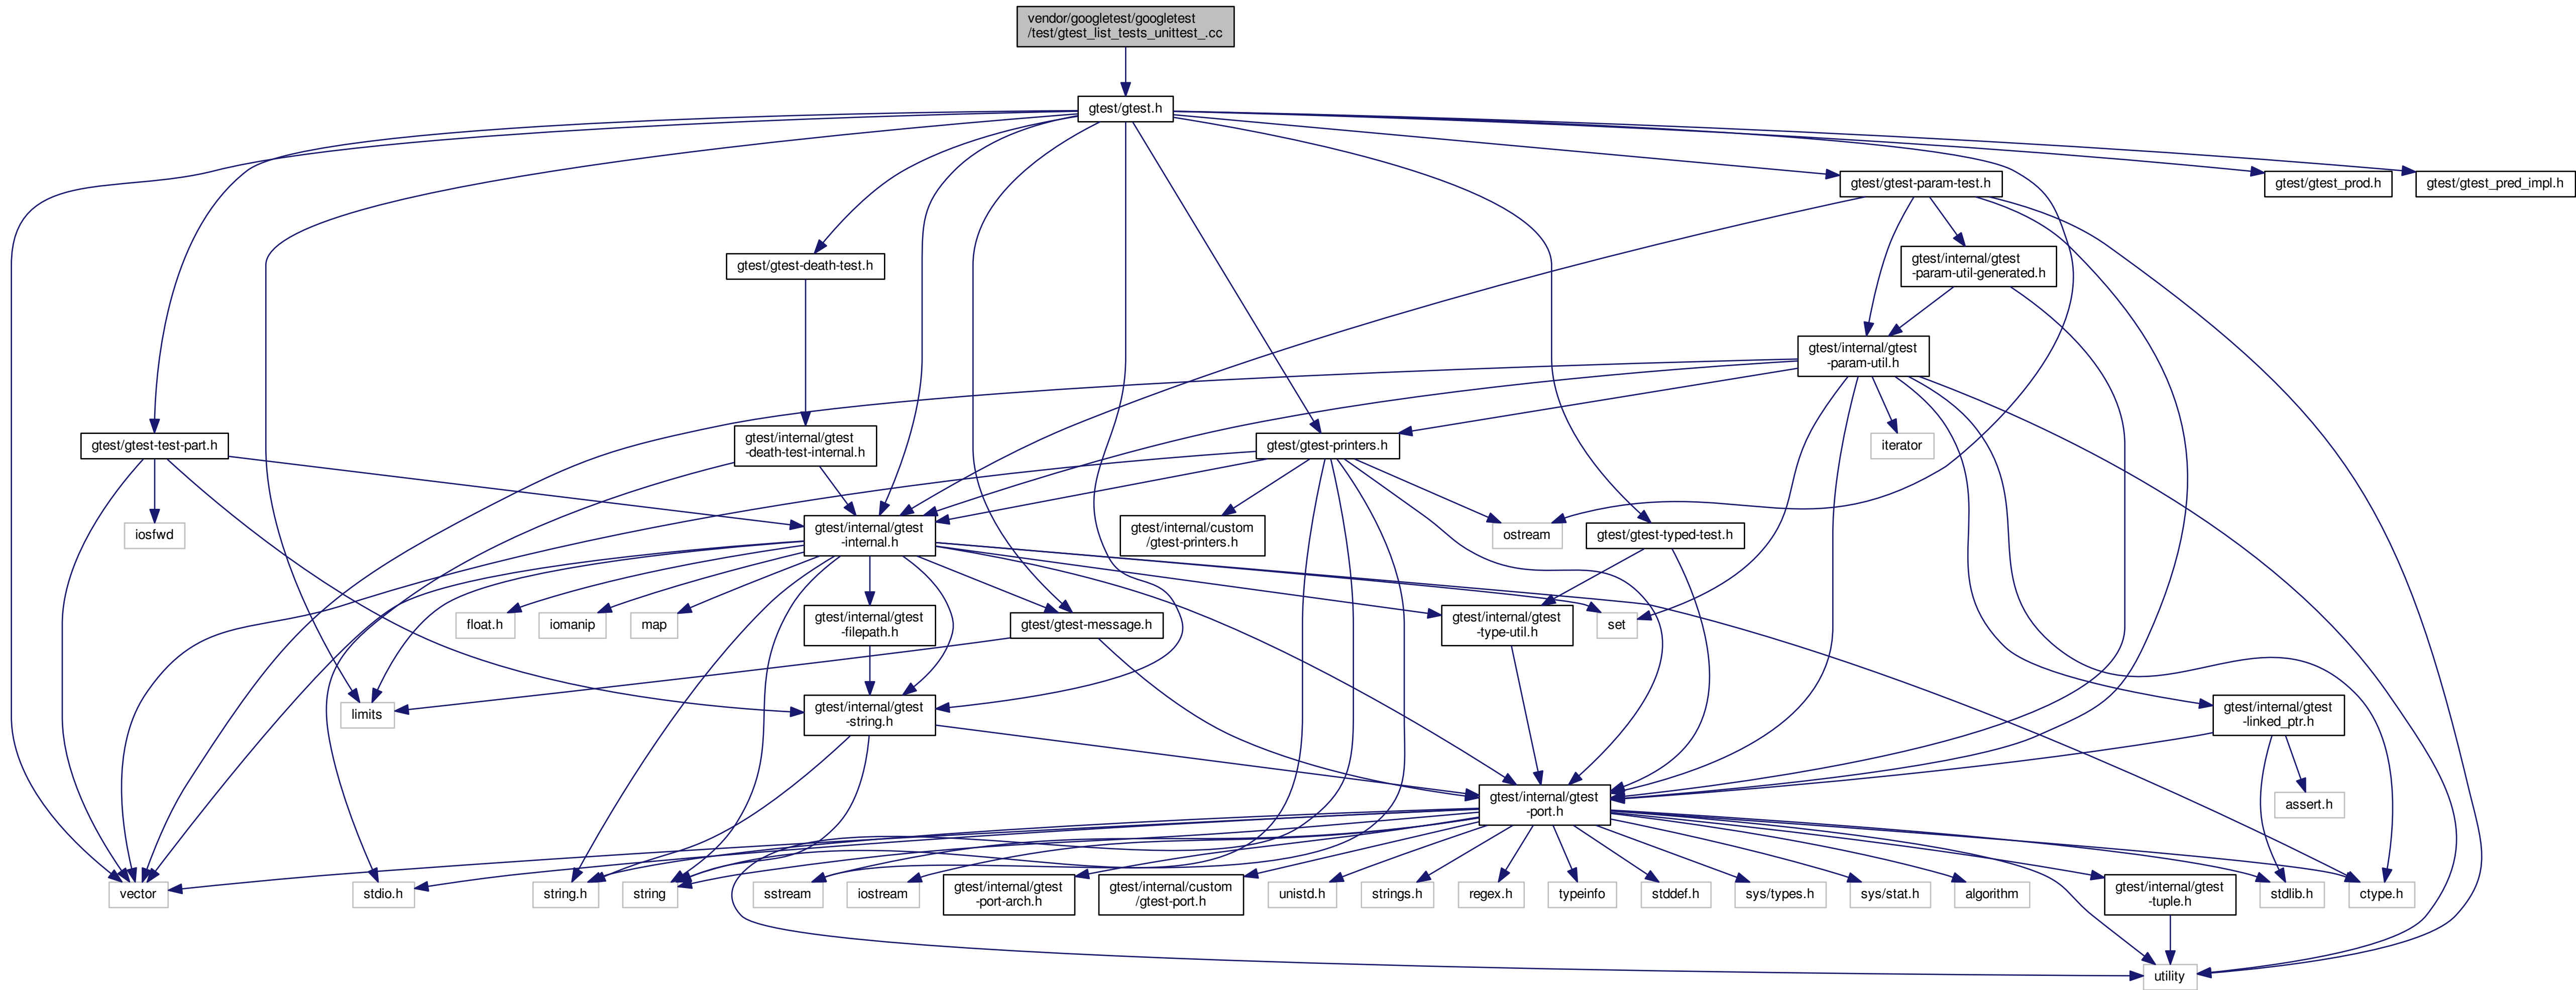 vendor/googletest/googletest
/test/gtest_list_tests_unittest_.cc
gtest/gtest.h
gtest/gtest-param-test.h
gtest/gtest_prod.h
gtest/gtest_pred_impl.h
gtest/gtest-death-test.h
gtest/internal/gtest
-param-util-generated.h
gtest/internal/gtest
-param-util.h
gtest/gtest-test-part.h
gtest/internal/gtest
-death-test-internal.h
gtest/gtest-printers.h
iterator
iosfwd
gtest/internal/gtest
-internal.h
gtest/internal/custom
/gtest-printers.h
ostream
gtest/gtest-typed-test.h
float.h
iomanip
map
gtest/internal/gtest
-filepath.h
gtest/gtest-message.h
gtest/internal/gtest
-type-util.h
set
limits
gtest/internal/gtest
-string.h
gtest/internal/gtest
-linked_ptr.h
gtest/internal/gtest
-port.h
assert.h
vector
stdio.h
string.h
string
sstream
iostream
gtest/internal/gtest
-port-arch.h
gtest/internal/custom
/gtest-port.h
unistd.h
strings.h
regex.h
typeinfo
stddef.h
sys/types.h
sys/stat.h
algorithm
gtest/internal/gtest
-tuple.h
stdlib.h
ctype.h
utility